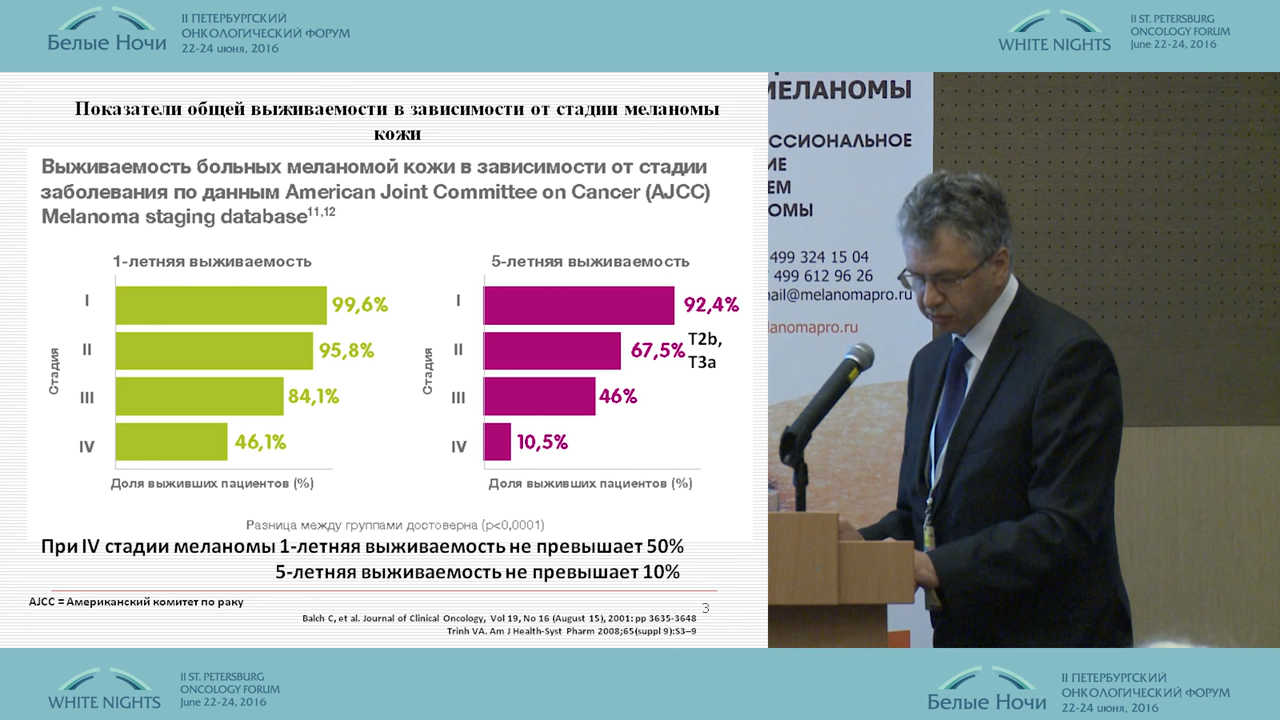 II ПЕТЕРБУРГСКИЙ
ОНКОЛОГИЧЕСКИЙ ФОРУМ
Белые Ночи
22-24 июня, 2016
II ST. PETERSBURG
ONCOLOGY FORUM
WHITE NIGHTS
June 22-24, 2016
Показатели общей выживаемости в зависимости от стадии меланомы
кожи
Выживаемость больных меланомой кожи в зависимости от стадии
заболевания по данным American Joint Committee on Cancer (AJCC)
Melanoma staging database11,12
1-летняя выживаемость
I 99,6%
II 95,8%
III 84,1%
IV 46,1%
Стадия
Доля выживших пациентов (%)
5-летняя выживаемость
I 92,4%
II 67,5% T2b,
T3a
III 46%
IV 10,5%
Стадия
Доля выживших пациентов (%)
Разница между группами достоверна (p<0,0001)
При IV стадии меланомы 1-летняя выживаемость не превышает 50%
5-летняя выживаемость не превышает 10%
AJCC = Американский комитет по раку
3
Balch C, et al. Journal of Clinical Oncology, Vol 19, No 16 (August 15), 2001: pp 3635-3648
Trinh VA. Am J Health-Syst Pharm 2008;65(suppl 9):S3–9
МЕЛАНОМЫ
ССИОНАЛЬНОЕ
ИЕ
ЕМ
ОМЫ
499 324 15 04
499 612 96 26
ail@melanomapro.ru
lanomapro.ru
II ST. PETERSBURG
ONCOLOGY FORUM
WHITE NIGHTS
June 22-24, 2016
II ПЕТЕРБУРГСКИЙ
ОНКОЛОГИЧЕСКИЙ ФОРУМ
Белые Ночи
22-24 июня, 2016